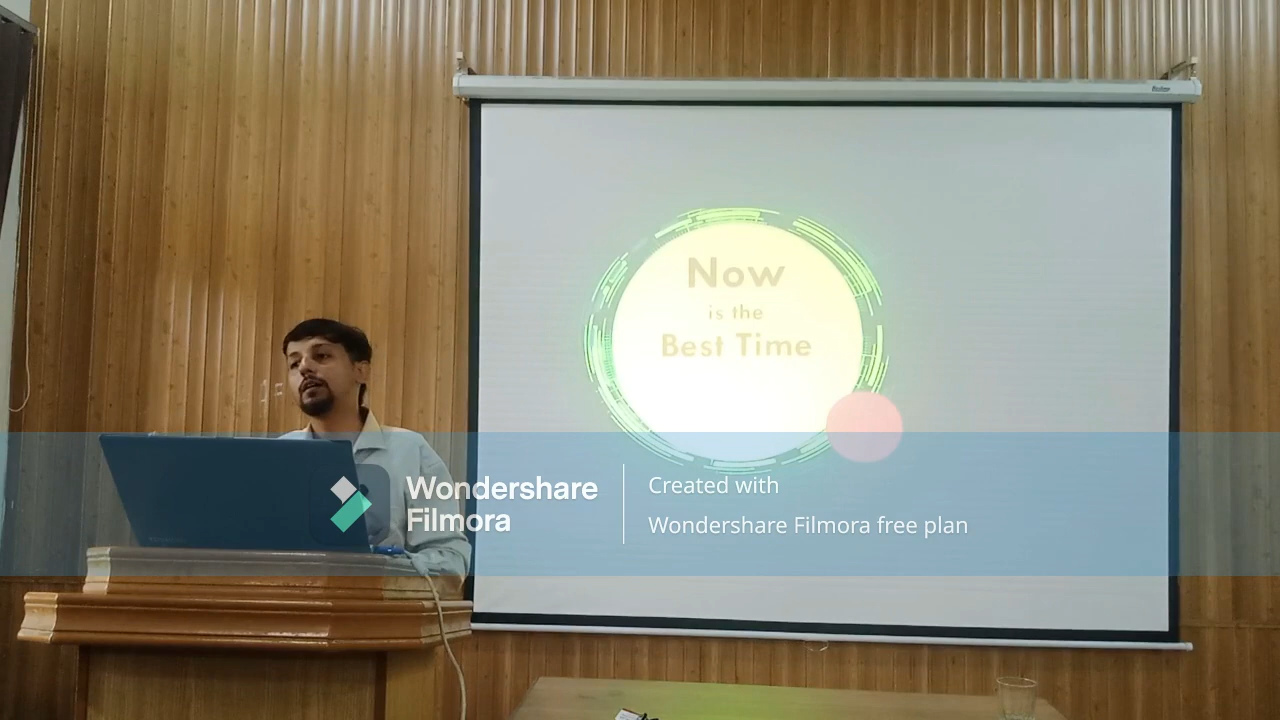 Now
is the
Best Time
Wondershare
Filmora
Created with
Wondershare Filmora free plan